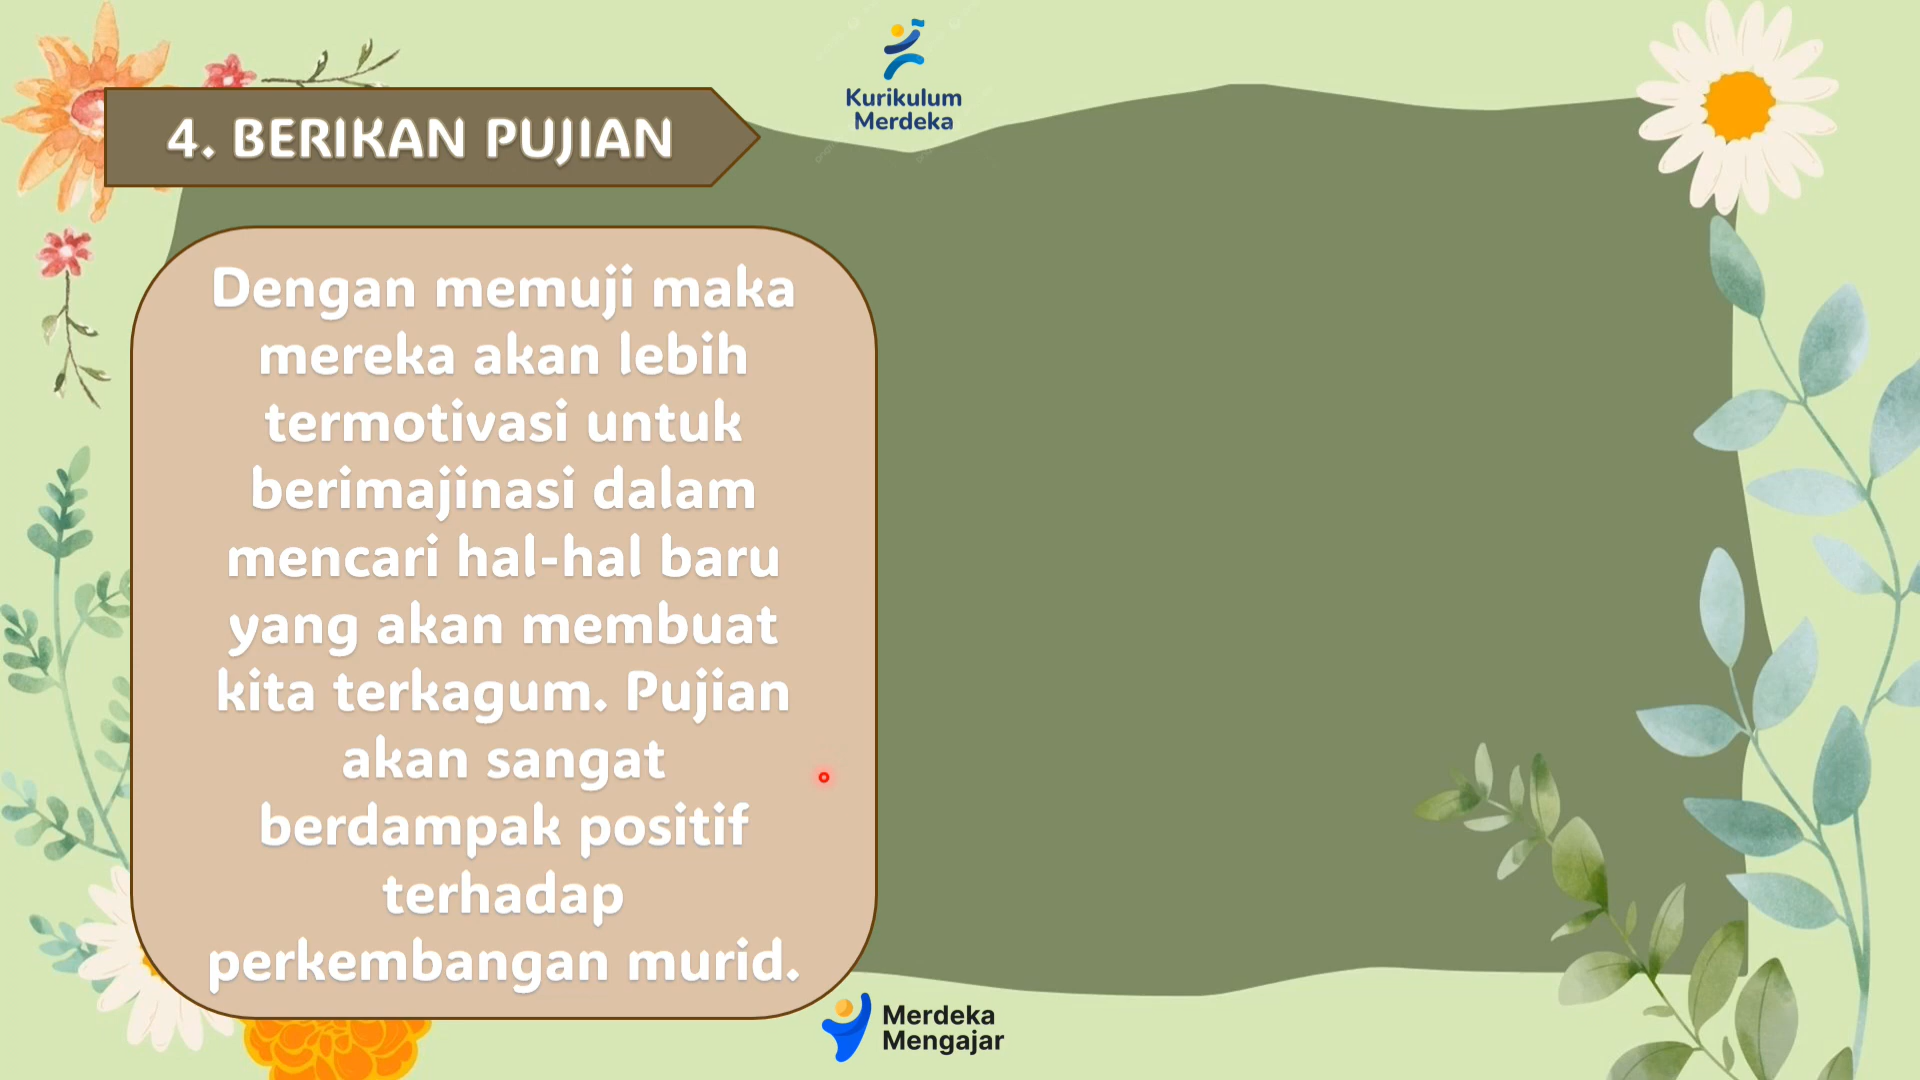 Kurikulum
Merdeka
4. BERIKAN PUJIAN
Dengan memuji maka
mereka akan lebih
termotivasi untuk
berimajinasi dalam
mencari hal-hal baru
yang akan membuat
kita terkagum. Pujian
akan sangat
berdampak positif
terhadap
perkembangan murid.
Merdeka
Mengajar